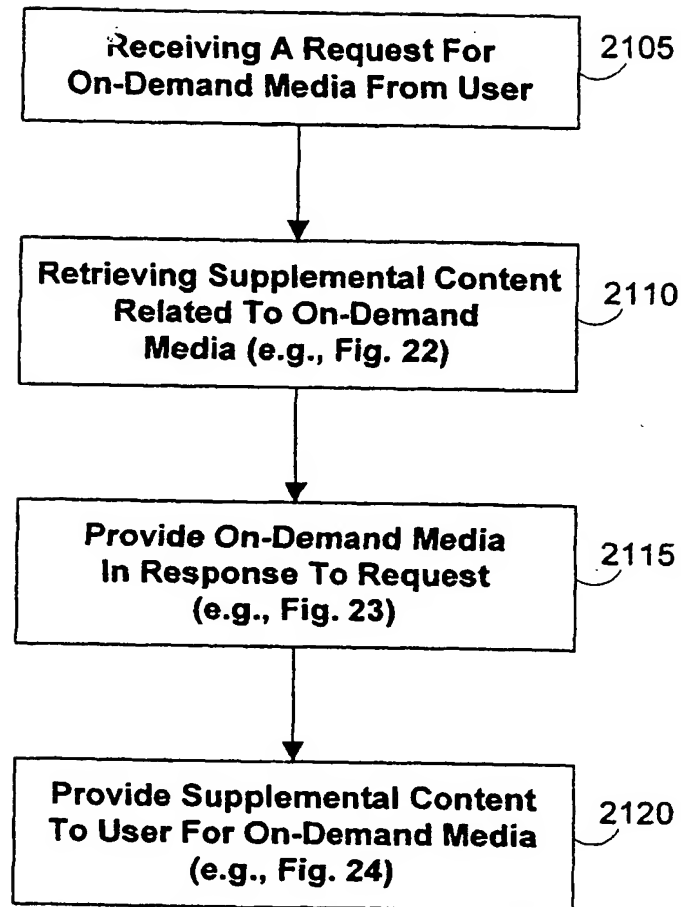 Receiving A Request For
On-Demand Media From User
2105
Retrieving Supplemental Content
Related To On-Demand
Media (e.g., Fig. 22)
2110
Provide On-Demand Media
In Response To Request
(e.g., Fig. 23)
2115
Provide Supplemental Content
To User For On-Demand Media
(e.g., Fig. 24)
2120